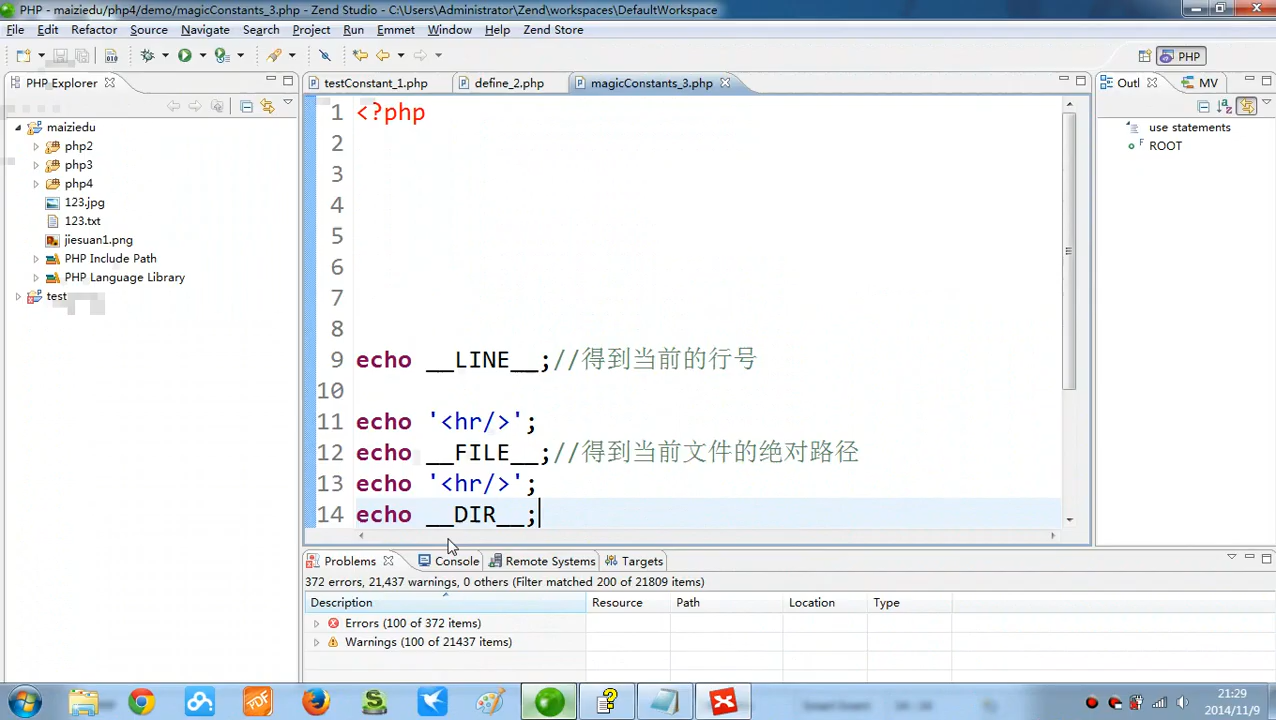 PHP - maiziedu/php4/demo/magicConstants_3.php - Zend Studio - C:\Users\Administrator\Zend\workspaces\DefaultWorkspace
File Edit Refactor Source Navigate Search Project Run Emmet Window Help Zend Store
PHP
PHP Explorer
testConstant_1.php define_2.php magicConstants_3.php
Outl MV
maiziedu
php2
php3
php4
123.jpg
123.txt
jiesuan1.png
PHP Include Path
PHP Language Library
test
use statements
ROOT
1 <?php
2
3
4
5
6
7
8
9 echo __LINE__;//得到当前的行号
10
11 echo '<hr/>';
12 echo __FILE__;//得到当前文件的绝对路径
13 echo '<hr/>';
14 echo __DIR__;
Problems Console Remote Systems Targets
372 errors, 21,437 warnings, 0 others (Filter matched 200 of 21809 items)
Description Resource Path Location Type
Errors (100 of 372 items)
Warnings (100 of 21437 items)
21:29
2014/11/9